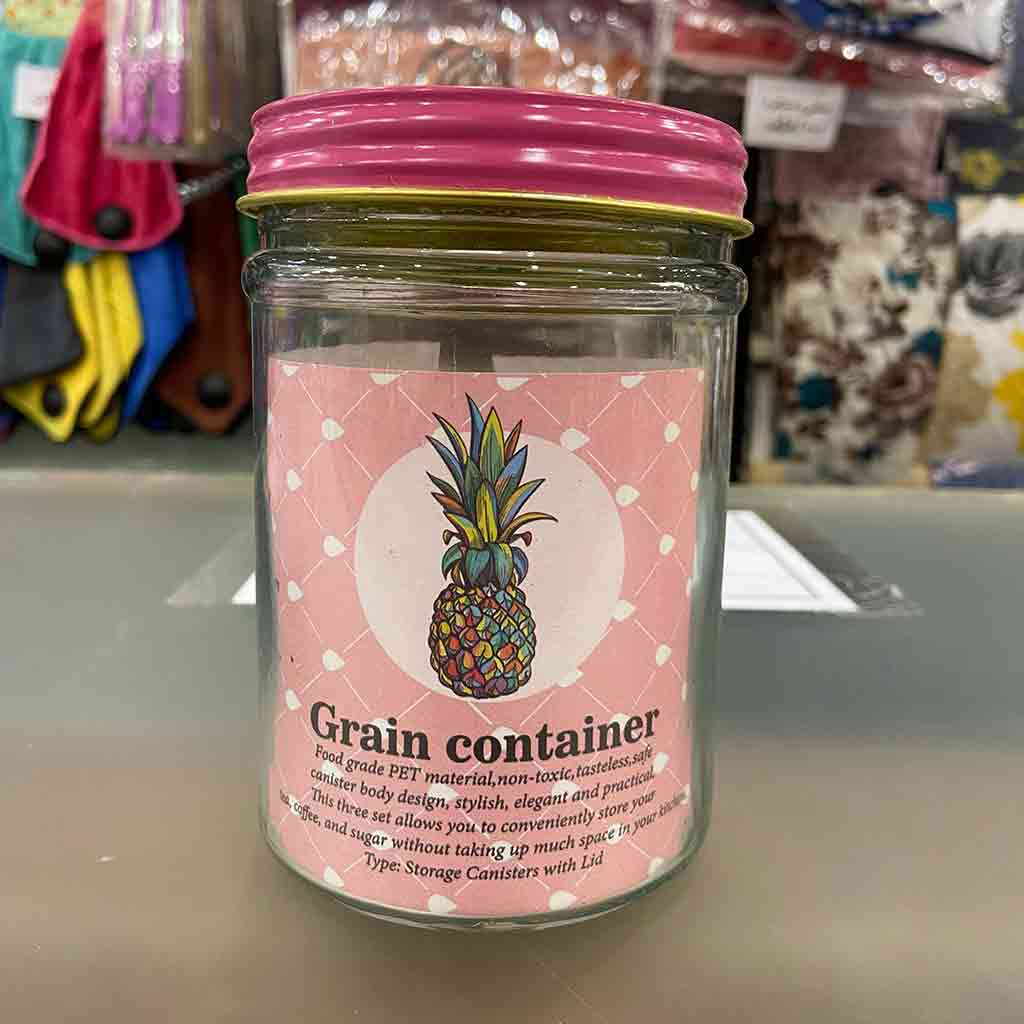 Grain container
Food grade PET material,non-toxic,tasteless,safe
canister body design, stylish, elegant and practical,
This three set allows you to conveniently store your
tea, coffee, and sugar without taking up much space in your kitchen
Type: Storage Canisters with Lid